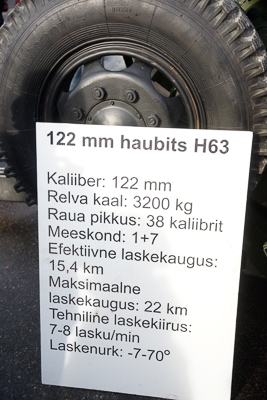 122 mm haubits H63
Kaliiber: 122 mm
Relva kaal: 3200 kg
Raua pikkus: 38 kaliibrit
Meeskond: 1+7
Efektiivne laskekaugus:
15,4 km
Maksimaalne
laskekaugus: 22 km
Tehniline laskekiirus:
7-8 lasku/min
Laskenurk: -7-70º